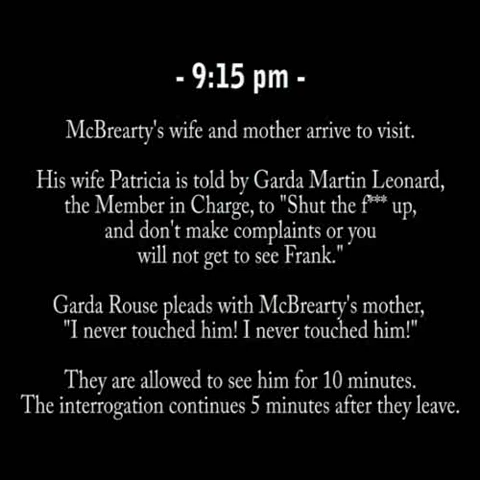 - 9:15 pm -
McBrearty's wife and mother arrive to visit.
His wife Patricia is told by Garda Martin Leonard,
the Member in Charge, to "Shut the f*** up,
and don't make complaints or you
will not get to see Frank."
Garda Rouse pleads with McBrearty's mother,
"I never touched him! I never touched him!"
They are allowed to see him for 10 minutes.
The interrogation continues 5 minutes after they leave.